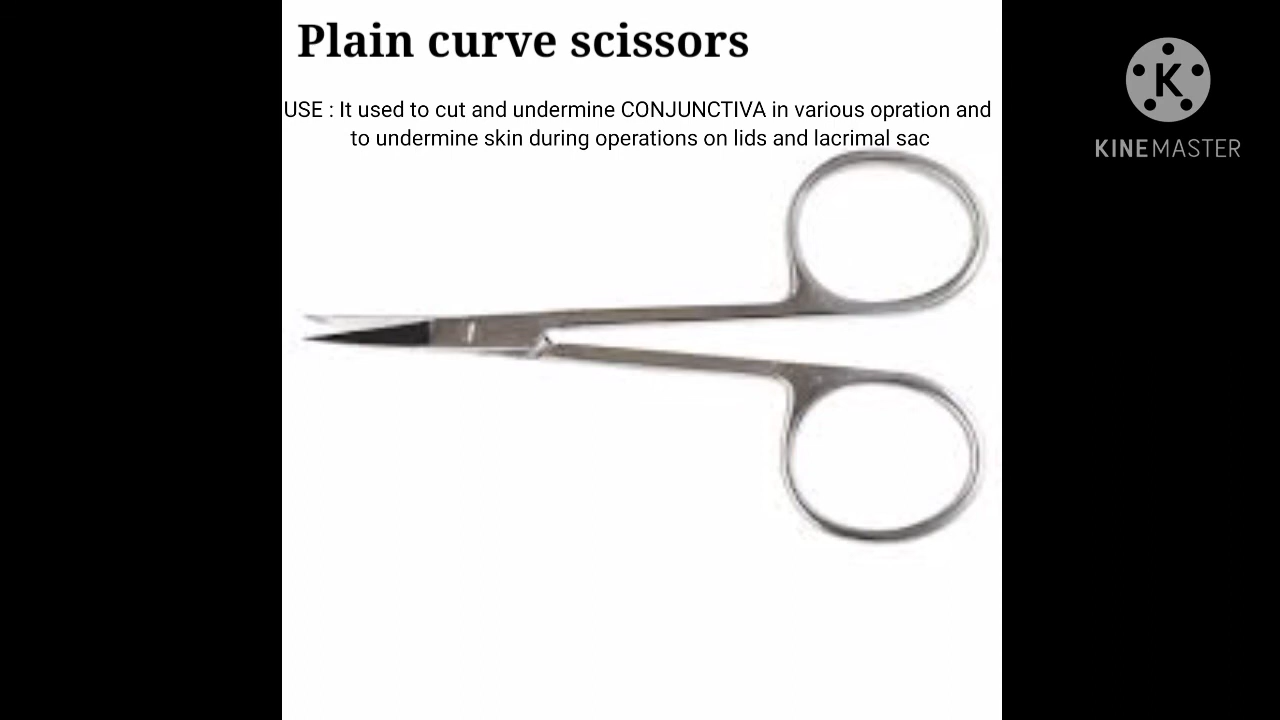 Plain curve scissors
USE : It used to cut and undermine CONJUNCTIVA in various opration and
to undermine skin during operations on lids and lacrimal sac
K
KINEMASTER